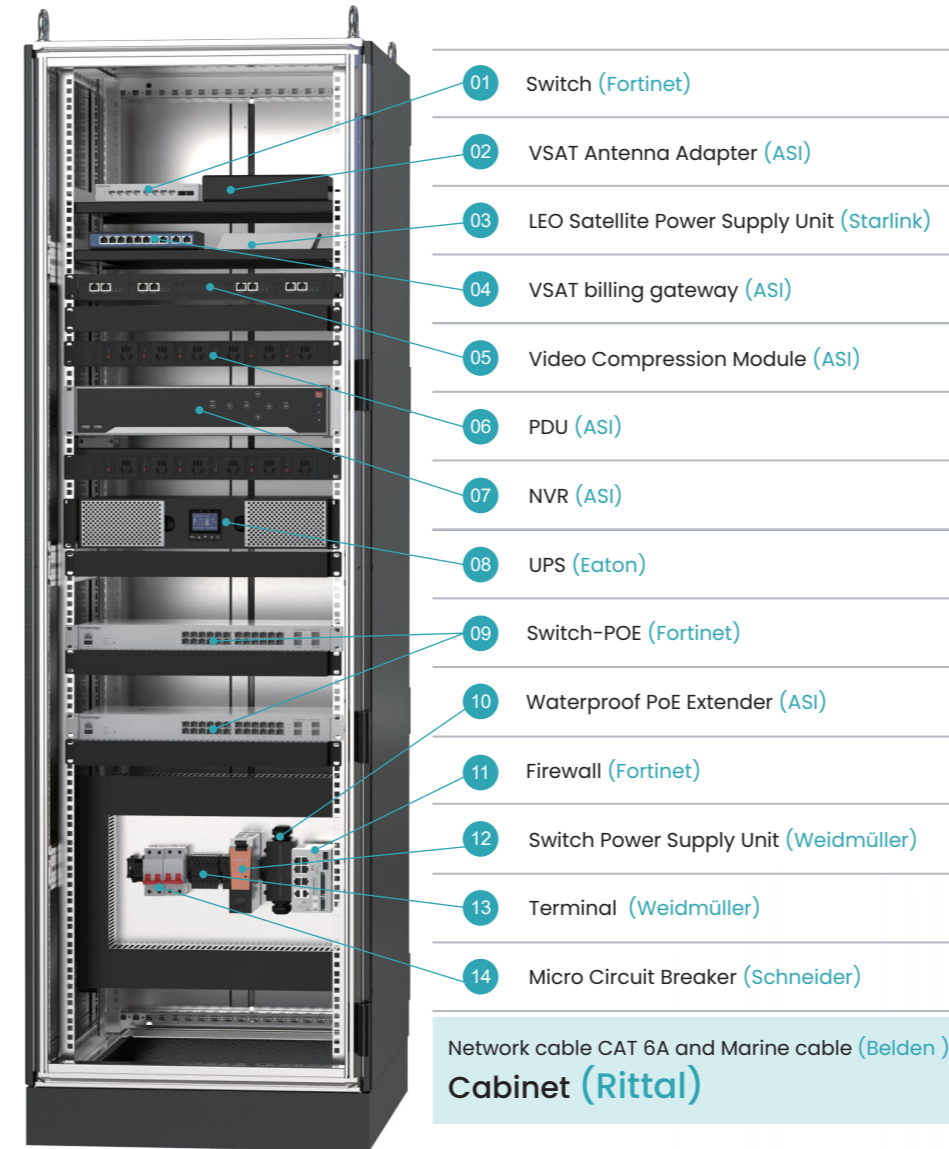 01 Switch (Fortinet)
02 VSAT Antenna Adapter (ASI)
03 LEO Satellite Power Supply Unit (Starlink)
04 VSAT billing gateway (ASI)
05 Video Compression Module (ASI)
06 PDU (ASI)
07 NVR (ASI)
08 UPS (Eaton)
09 Switch-POE (Fortinet)
10 Waterproof PoE Extender (ASI)
11 Firewall (Fortinet)
12 Switch Power Supply Unit (Weidmüller)
13 Terminal (Weidmüller)
14 Micro Circuit Breaker (Schneider)
Network cable CAT 6A and Marine cable (Belden )
Cabinet (Rittal)